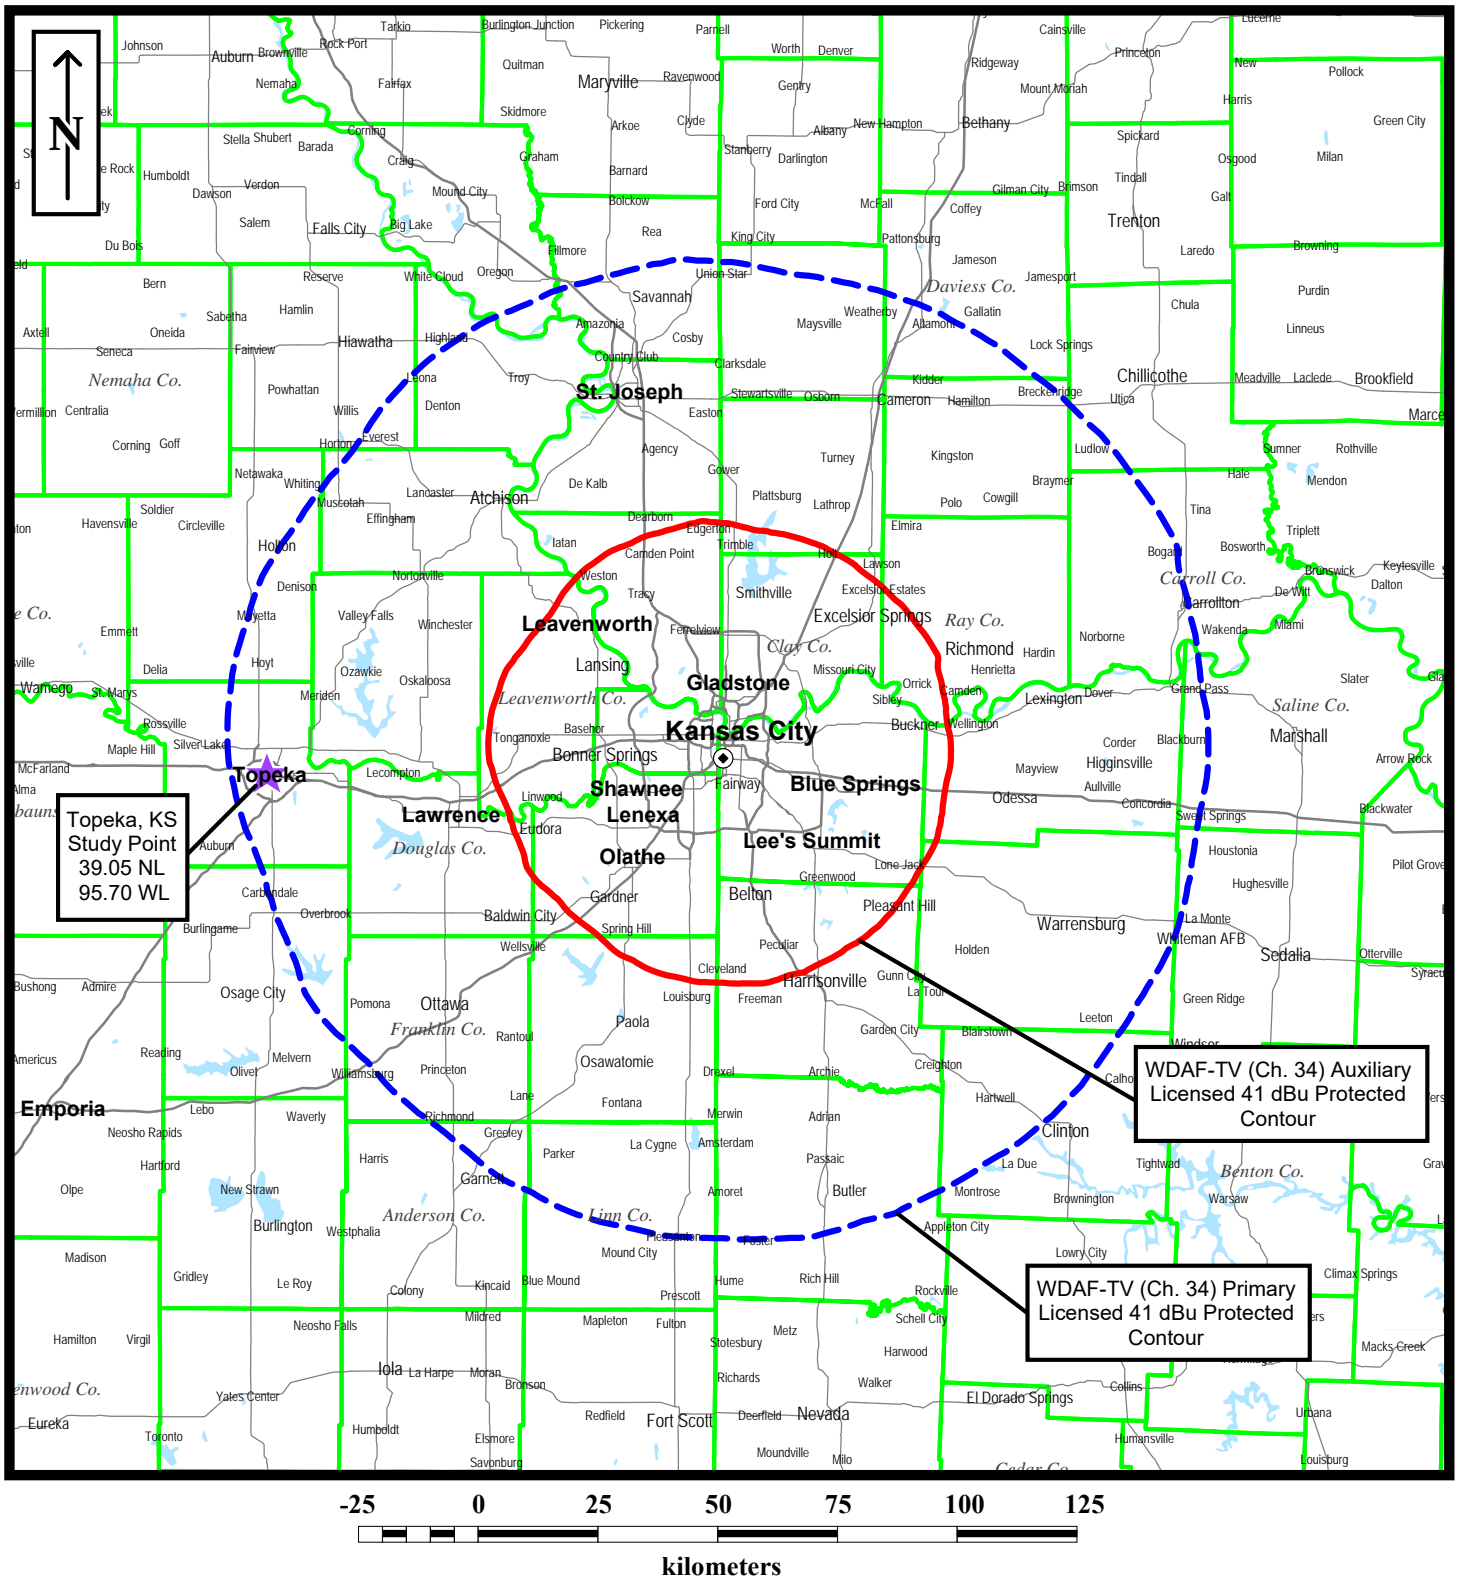 Tarkio
Burlington Junction
Pickering
Parnell
Cainsville
Lucerne
Johnson
Auburn
Brownville
Rock Port
Worth
Denver
Princeton
Quitman
Ridgeway
New
Pollock
Nemaha
Fairfax
Maryville
Ravenwood
Gentry
Mount Moriah
Harris
Skidmore
Arkoe
Clyde
Albany
New Hampton
Bethany
Green City
N
Stella
Shubert
Corning
Barada
Spickard
Craig
Graham
Stanberry
Darlington
Osgood
Milan
Humboldt
Verdon
Dawson
Mound City
Barnard
Tindall
Gilman City
Brimson
Galt
Bolckow
Ford City
McFall
Coffey
Salem
Falls City
Big Lake
Rea
King City
Pattonsburg
Trenton
Du Bois
Fillmore
Laredo
Browning
Bern
Reserve
White Cloud
Oregon
Union Star
Jameson
Jamesport
Daviess Co.
Purdin
Savannah
Sabetha
Hamlin
Weatherby
Gallatin
Chula
Axtell
Oneida
Amazonia
Maysville
Allamont
Linneus
Seneca
Fairview
Hiawatha
Highland
Cosby
Lock Springs
Country Club
Clarksdale
Nemaha Co.
Powhattan
Leona
Troy
St. Joseph
Stewartsville
Osborn
Kidder
Cameron
Hamilton
Breckenridge
Chillicothe
Utica
Meadville
Laclede
Brookfield
Centralia
Willis
Denton
Easton
Corning
Goff
Horton
Everest
Agency
Turney
Kingston
Ludlow
Sumner
Rothville
Netawaka
Whiting
Gower
Braymer
Hale
Mendon
Muscotah
Lancaster
Atchison
De Kalb
Plattsburg
Lathrop
Polo
Cowgill
Soldier
Havensville
Circleville
Effingham
Dearborn
Edgerton
Elmira
Tina
Triplett
Holton
Iatan
Camden Point
Trimble
Holt
Lawson
Bogard
Bosworth
Brunswick
Keytesville
Denison
Nortonville
Weston
Tracy
Smithville
Excelsior Estates
Carroll Co.
De Witt
Dalton
Mayetta
Valley Falls
Winchester
Leavenworth
Ferrelview
Excelsior Springs
Ray Co.
Wakenda
Miami
Emmett
Clay Co.
Richmond
Hardin
Norborne
Delia
Hoyt
Ozawkie
Oskaloosa
Lansing
Missouri City
Henrietta
Wamego
St. Marys
Meriden
Leavenworth Co.
Gladstone
Orrick
Camden
Sibley
Lexington
Dover
Grand Pass
Slater
Rossville
Saline Co.
Maple Hill
Silver Lake
Tonganoxie
Basehor
Bonner Springs
Kansas City
Buckner
Wellington
Corder
Blackburn
Marshall
McFarland
Topeka
Lecompton
Fairway
Mayview
Higginsville
Arrow Rock
Alma
Linwood
Shawnee
Blue Springs
Odessa
Aullville
Concordia
Lawrence
Lenexa
Sweet Springs
Blackwater
Topeka, KS
Study Point
39.05 NL
95.70 WL
Auburn
Douglas Co.
Eudora
Olathe
Lee's Summit
Lone Jack
Houstonia
Pilot Grove
Carbondale
Greenwood
Hughesville
Gardner
Belton
Pleasant Hill
Overbrook
Baldwin City
Spring Hill
Warrensburg
La Monte
Burlingame
Wellsville
Peculiar
Holden
Whiteman AFB
Sedalia
Otterville
Bushong
Admire
Osage City
Pomona
Ottawa
Cleveland
Louisburg
Freeman
Harrisonville
Gunn City
La Tour
Green Ridge
Franklin Co.
Rantoul
Paola
Garden City
Blairstown
Leeton
Windsor
Americus
Reading
Melvern
Olivet
Williamsburg
Princeton
Osawatomie
Drexel
Archie
Creighton
Hartwell
WDAF-TV (Ch. 34) Auxiliary
Licensed 41 dBu Protected
Contour
Emporia
Lebo
Waverly
Richmond
Lane
Fontana
Merwin
Adrian
Clinton
Neosho Rapids
Greeley
La Cygne
Amsterdam
Hartford
Harris
Parker
Passaic
La Due
Tightwad
Benton Co.
Olpe
New Strawn
Garnett
Amoret
Butler
Montrose
Brownington
Warsaw
Burlington
Westphalia
Anderson Co.
Linn Co.
Appleton City
Pleasanton
Foster
Madison
Mound City
Lowry City
Gridley
Le Roy
Colony
Kincaid
Blue Mound
Hume
Rich Hill
Rockville
Climax Springs
Prescott
WDAF-TV (Ch. 34) Primary
Licensed 41 dBu Protected
Contour
Hamilton
Virgil
Neosho Falls
Mildred
Mapleton
Fulton
Schell City
Stotesbury
Metz
Harwood
Macks Creek
Iola
La Harpe
Moran
Bronson
Richards
Walker
Collins
Yates Center
El Dorado Springs
Eureka
Toronto
Humboldt
Elsmore
Redfield
Fort Scott
Deerfield
Nevada
Urbana
Humansville
Savonburg
Moundville
Milo
Cedar Co.
Louisburg
-25 0 25 50 75 100 125
kilometers